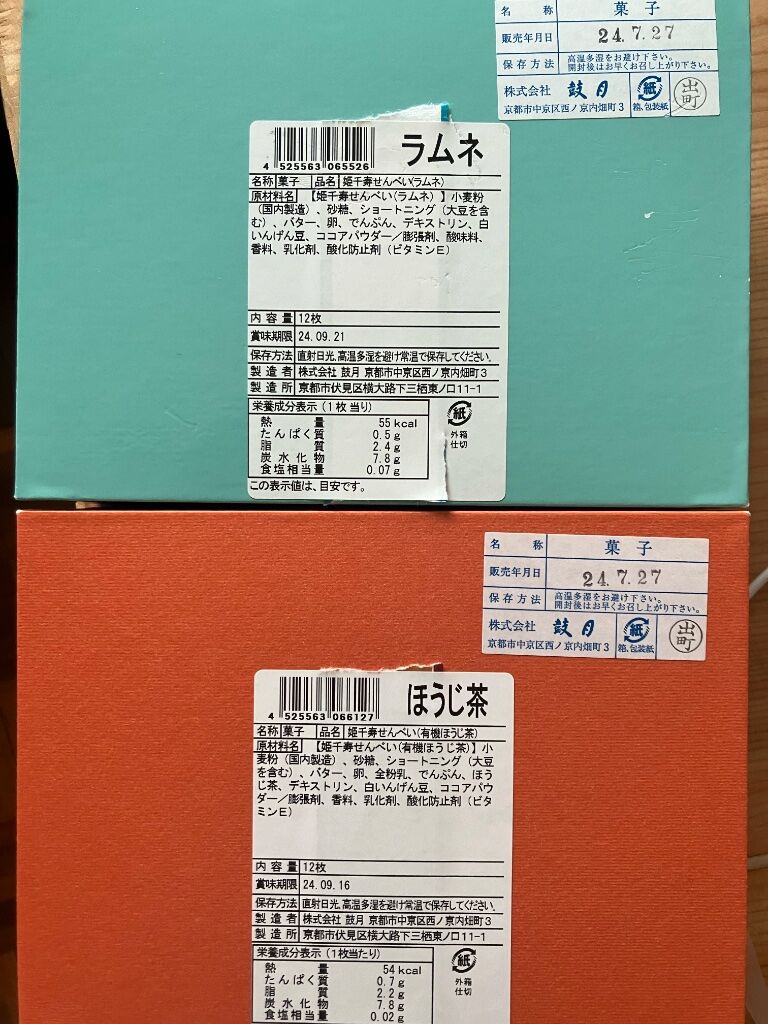 名称 菓子
販売年月日 24.7.27
保存方法 高温多湿をお避け下さい。
開封後はお早くお召し上がり下さい。
株式会社 鼓月 紙 出町
京都市中京区西ノ京内畑町3 箱、包装紙
4 525563 065526 ラムネ
名称 菓子 品名 姫千寿せんべい(ラムネ)
原材料名 【姫千寿せんべい(ラムネ)】小麦粉
(国内製造)、砂糖、ショートニング(大豆を含
む)、バター、卵、でんぷん、デキストリン、白
いんげん豆、ココアパウダー/膨張剤、酸味料、
香料、乳化剤、酸化防止剤(ビタミンE)
内容量 12枚
賞味期限 24.09.21
保存方法 直射日光,高温多湿を避け常温で保存してください。
製造者 株式会社 鼓月 京都市中京区西ノ京内畑町3
製造所 京都市伏見区横大路下三栖東ノ口11-1
栄養成分表示(1枚当り)
熱量 55kcal
たんぱく質 0.5g
脂質 2.4g
炭水化物 7.8g
食塩相当量 0.07g
この表示値は、目安です。
紙
外箱
仕切
名称 菓子
販売年月日 24.7.27
保存方法 高温多湿をお避け下さい。
開封後はお早くお召し上がり下さい。
株式会社 鼓月 紙 出町
京都市中京区西ノ京内畑町3 箱、包装紙
4 525563 066127 ほうじ茶
名称 菓子 品名 姫千寿せんべい(有機ほうじ茶)
原材料名 【姫千寿せんべい(有機ほうじ茶)】小
麦粉(国内製造)、砂糖、ショートニング(大豆
を含む)、バター、卵、全粉乳、でんぷん、ほう
じ茶、デキストリン、白いんげん豆、ココアパウ
ダー/膨張剤、香料、乳化剤、酸化防止剤(ビタ
ミンE)
内容量 12枚
賞味期限 24.09.16
保存方法 直射日光,高温多湿を避け常温で保存してください。
製造者 株式会社 鼓月 京都市中京区西ノ京内畑町3
製造所 京都市伏見区横大路下三栖東ノ口11-1
栄養成分表示(1枚当たり)
熱量 54kcal
たんぱく質 0.7g
脂質 2.2g
炭水化物 7.8g
食塩相当量 0.02g
紙
外箱
仕切